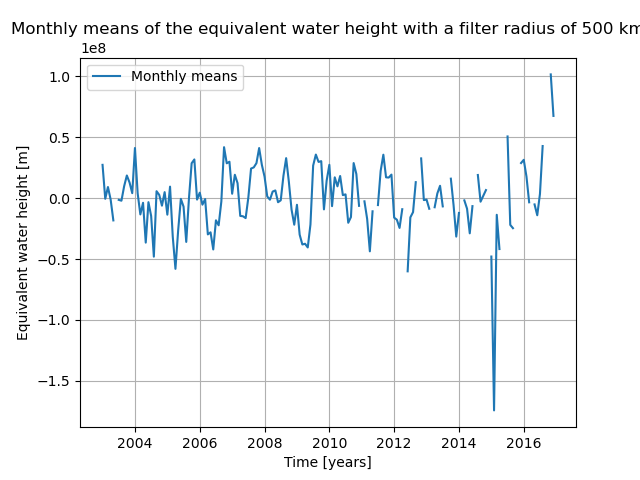 Monthly means of the equivalent water height with a filter radius of 500 km
1e8
Monthly means
1.0
0.5
0.0
−0.5
−1.0
−1.5
Equivalent water height [m]
2004 2006 2008 2010 2012 2014 2016
Time [years]